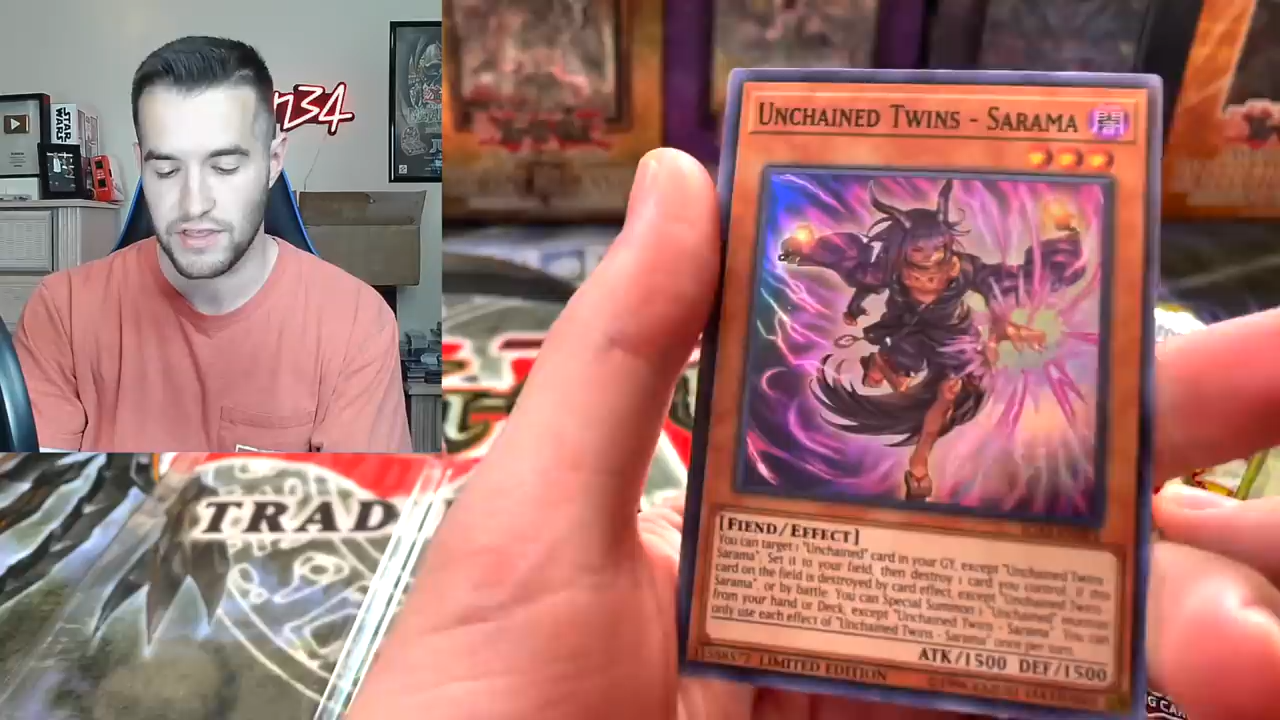 n34
STAR
WARS
TRAD
UNCHAINED TWINS - SARAMA
[FIEND/EFFECT]
You can target 1 "Unchained" card in your GY, except "Unchained Twins -
Sarama". Set it to your field, then destroy 1 card you control. If this
card on the field is destroyed by card effect, except "Unchained Twins -
Sarama", or by battle: You can Special Summon 1 "Unchained" monster
from your hand or Deck, except "Unchained Twins - Sarama". You can
only use each effect of "Unchained Twins - Sarama" once per turn.
ATK/1500 DEF/1500
LIMITED EDITION